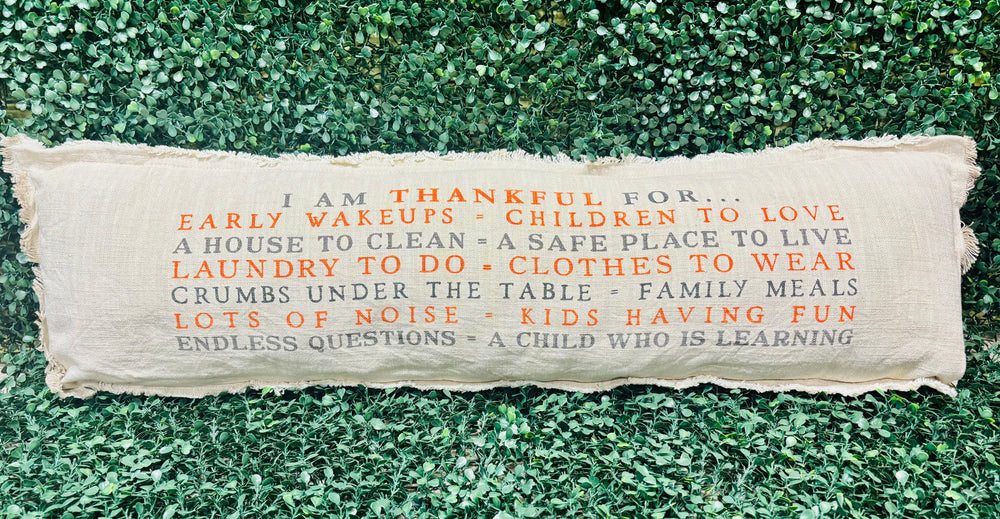 I AM THANKFUL FOR...
EARLY WAKEUPS = CHILDREN TO LOVE
A HOUSE TO CLEAN = A SAFE PLACE TO LIVE
LAUNDRY TO DO = CLOTHES TO WEAR
CRUMBS UNDER THE TABLE = FAMILY MEALS
LOTS OF NOISE = KIDS HAVING FUN
ENDLESS QUESTIONS = A CHILD WHO IS LEARNING